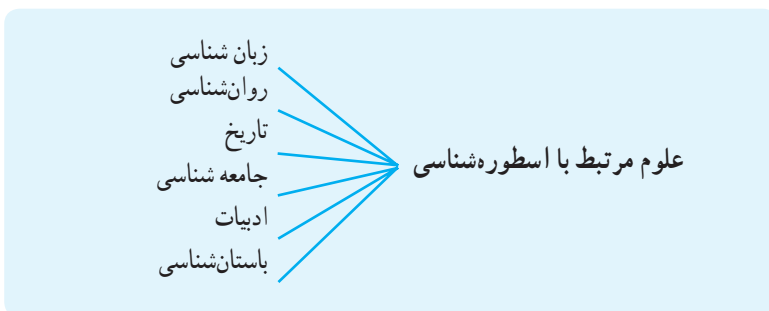 علوم مرتبط با اسطوره‌شناسی
زبان شناسی
روان‌شناسی
تاریخ
جامعه شناسی
ادبیات
باستان‌شناسی